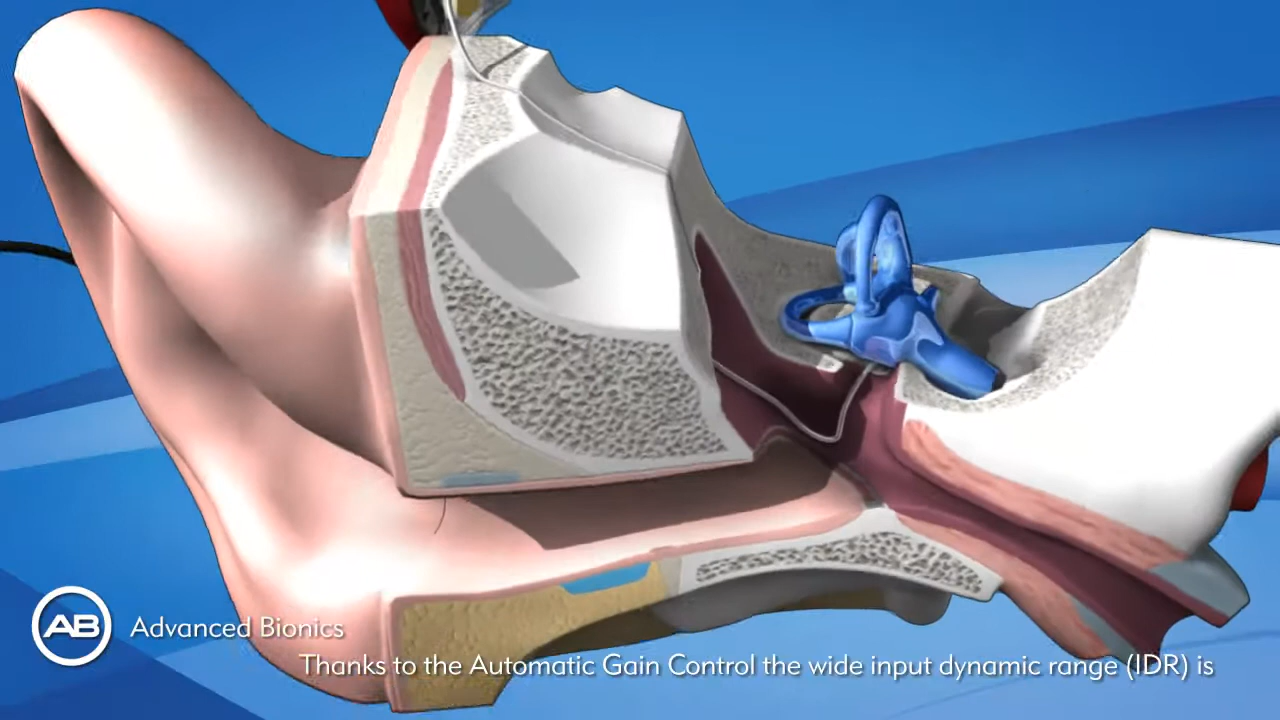 AB Advanced Bionics
Thanks to the Automatic Gain Control the wide input dynamic range (IDR) is